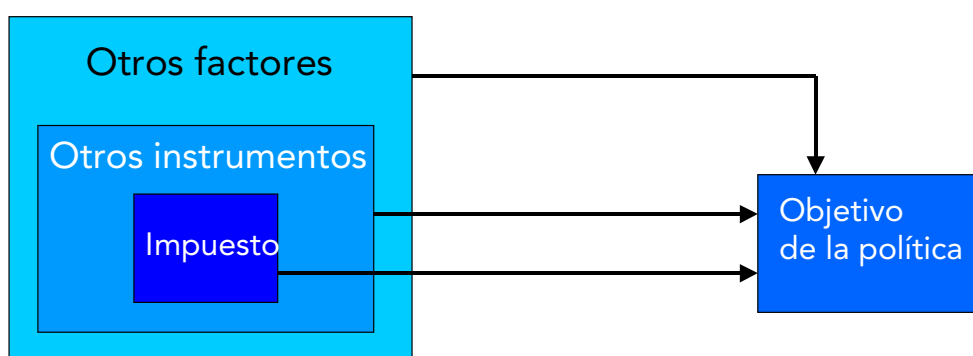 Otros factores
Otros instrumentos
Impuesto
Objetivo
de la política